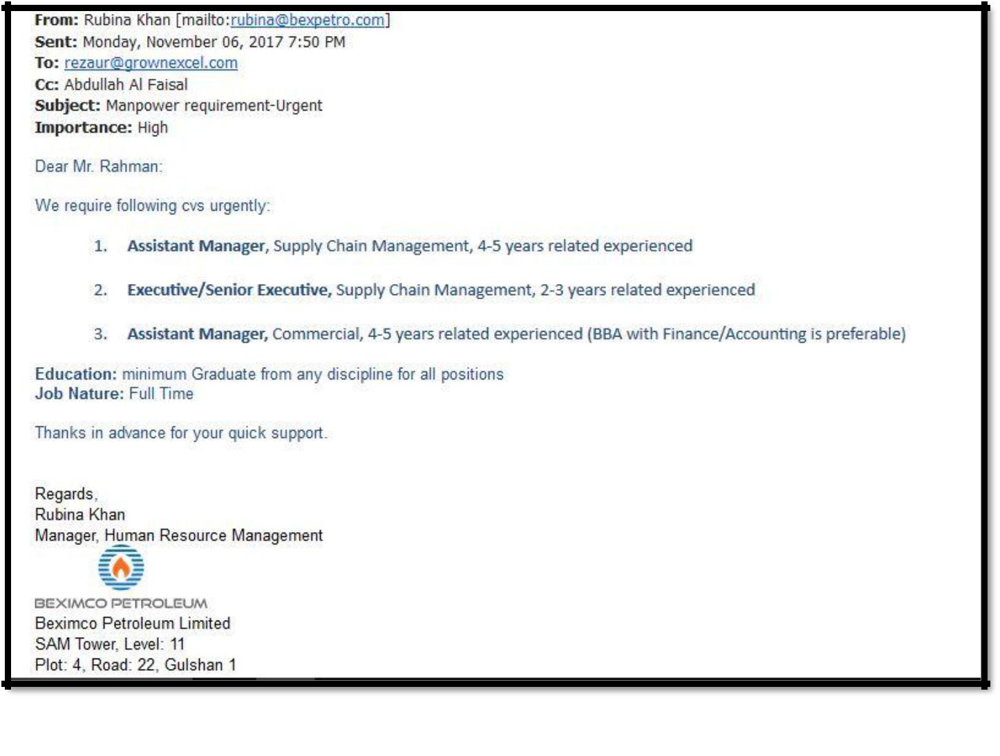 From: Rubina Khan [mailto:rubina@bexpetro.com]
Sent: Monday, November 06, 2017 7:50 PM
To: rezaur@grownexcel.com
Cc: Abdullah Al Faisal
Subject: Manpower requirement-Urgent
Importance: High
Dear Mr. Rahman:
We require following cvs urgently:
1. Assistant Manager, Supply Chain Management, 4-5 years related experienced
2. Executive/Senior Executive, Supply Chain Management, 2-3 years related experienced
3. Assistant Manager, Commercial, 4-5 years related experienced (BBA with Finance/Accounting is preferable)
Education: minimum Graduate from any discipline for all positions
Job Nature: Full Time
Thanks in advance for your quick support.
Regards,
Rubina Khan
Manager, Human Resource Management
BEXIMCO PETROLEUM
Beximco Petroleum Limited
SAM Tower, Level: 11
Plot: 4, Road: 22, Gulshan 1